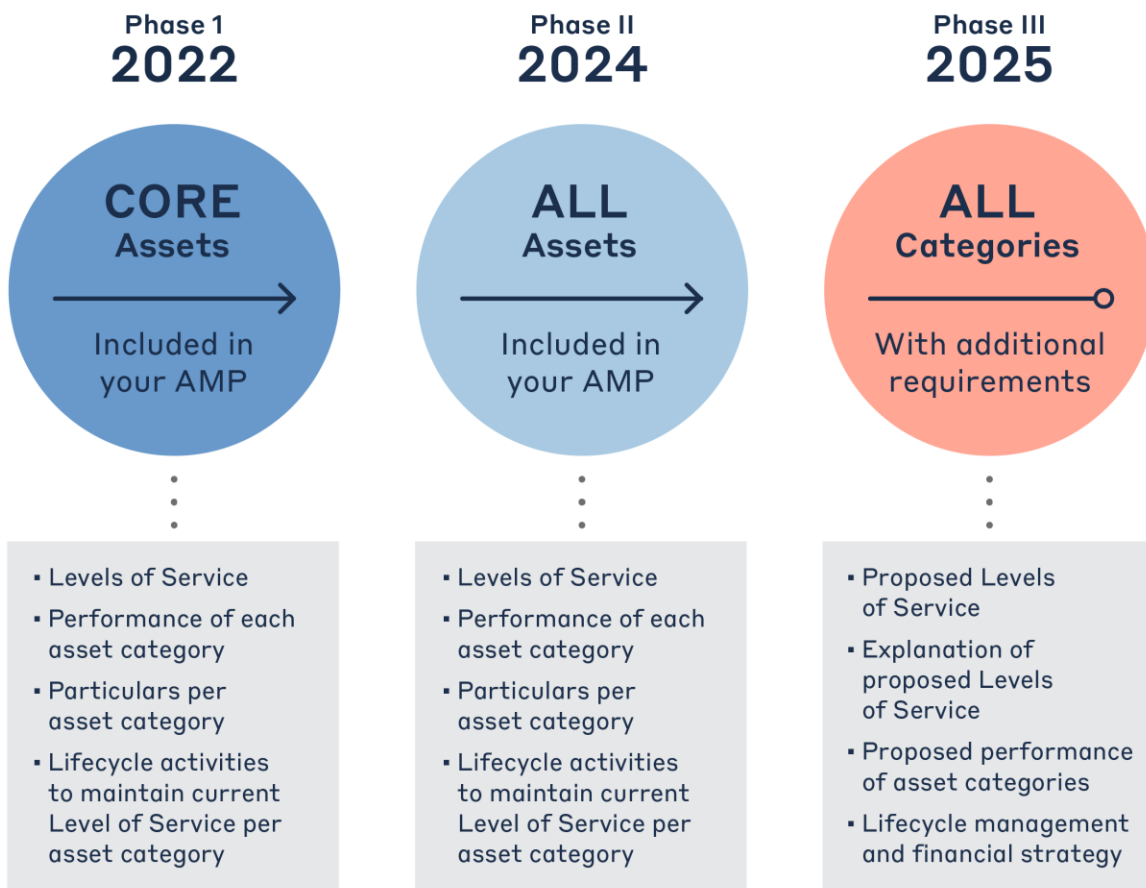 Phase 1
2022
CORE
Assets
Included in
your AMP
▪ Levels of Service
▪ Performance of each
asset category
▪ Particulars per
asset category
▪ Lifecycle activities
to maintain current
Level of Service per
asset category
Phase II
2024
ALL
Assets
Included in
your AMP
▪ Levels of Service
▪ Performance of each
asset category
▪ Particulars per
asset category
▪ Lifecycle activities
to maintain current
Level of Service per
asset category
Phase III
2025
ALL
Categories
With additional
requirements
▪ Proposed Levels
of Service
▪ Explanation of
proposed Levels
of Service
▪ Proposed performance
of asset categories
▪ Lifecycle management
and financial strategy